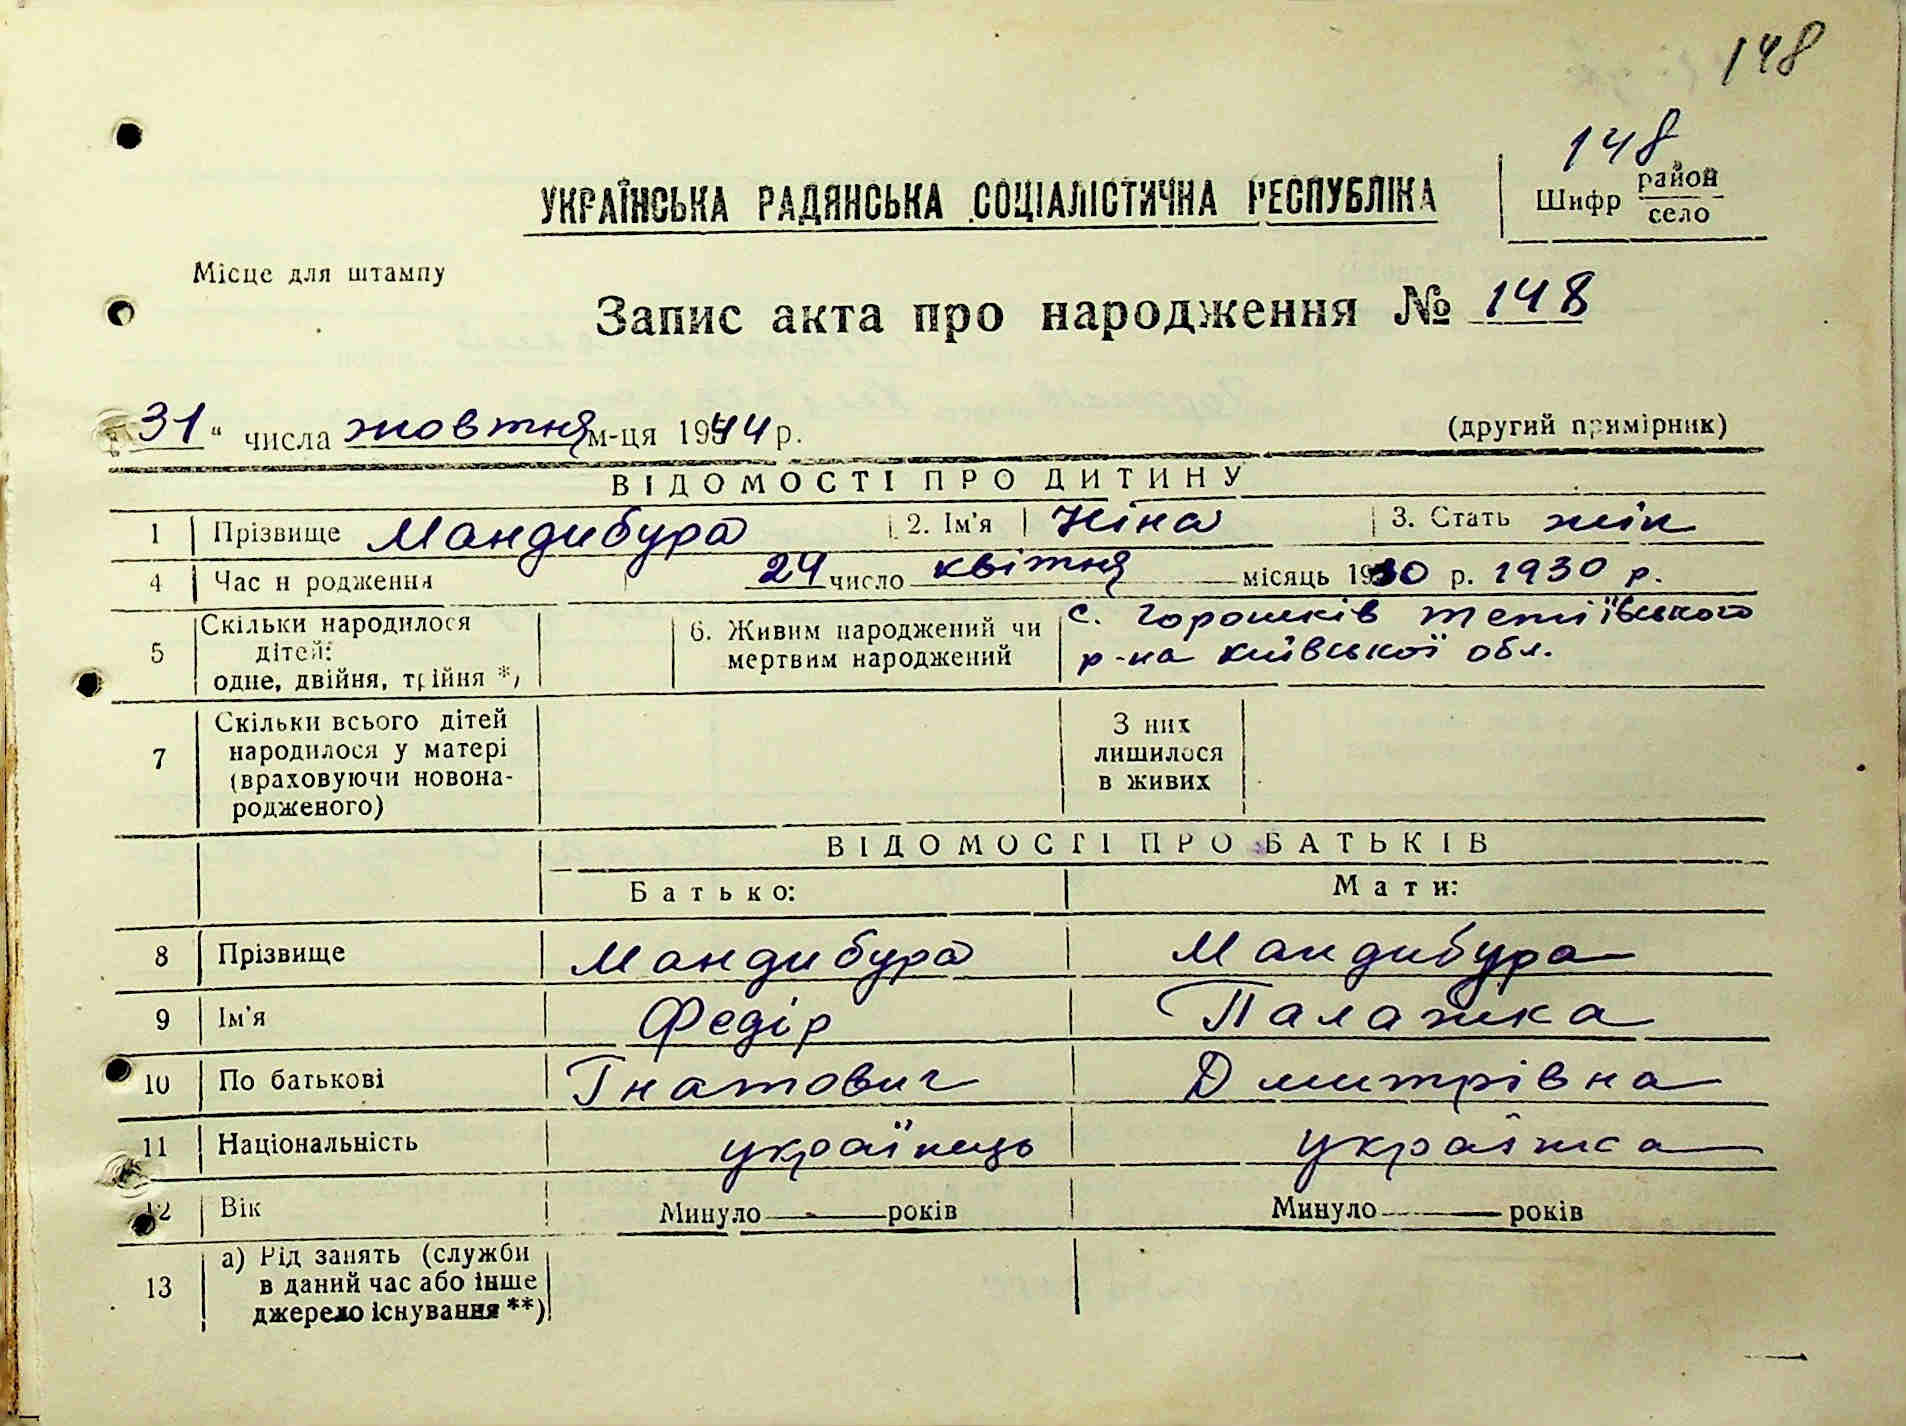 148
148
Шифр район
село
УКРАЇНСЬКА РАДЯНСЬКА СОЦІАЛІСТИЧНА РЕСПУБЛІКА
Місце для штампу
Запис акта про народження № 148
31 " числа жовтня м-ця 1944 р.
(другий примірник)
ВІДОМОСТІ ПРО ДИТИНУ
1 Прізвище Мандибура 2. Ім'я Ніна 3. Стать жін
4 Час н родження 24 число квітня місяць 1930 р. 1930 р.
5 Скільки народилося
дітей:
одне, двійня, трійня *)
6. Живим народжений чи
мертвим народжений
с. Горошків Тетіївського
р-на Київської обл.
7 Скільки всього дітей
народилося у матері
(враховуючи новона-
родженого)
З них
лишилося
в живих
ВІДОМОСТІ ПРО БАТЬКІВ
Батько: Мати:
8 Прізвище Мандибура Мандибура
9 Ім'я Федір Палажка
10 По батькові Гнатович Дмитрівна
11 Національність українець українка
12 Вік Минуло років Минуло років
13 а) Рід занять (служби
в даний час або інше
джерело існування **)